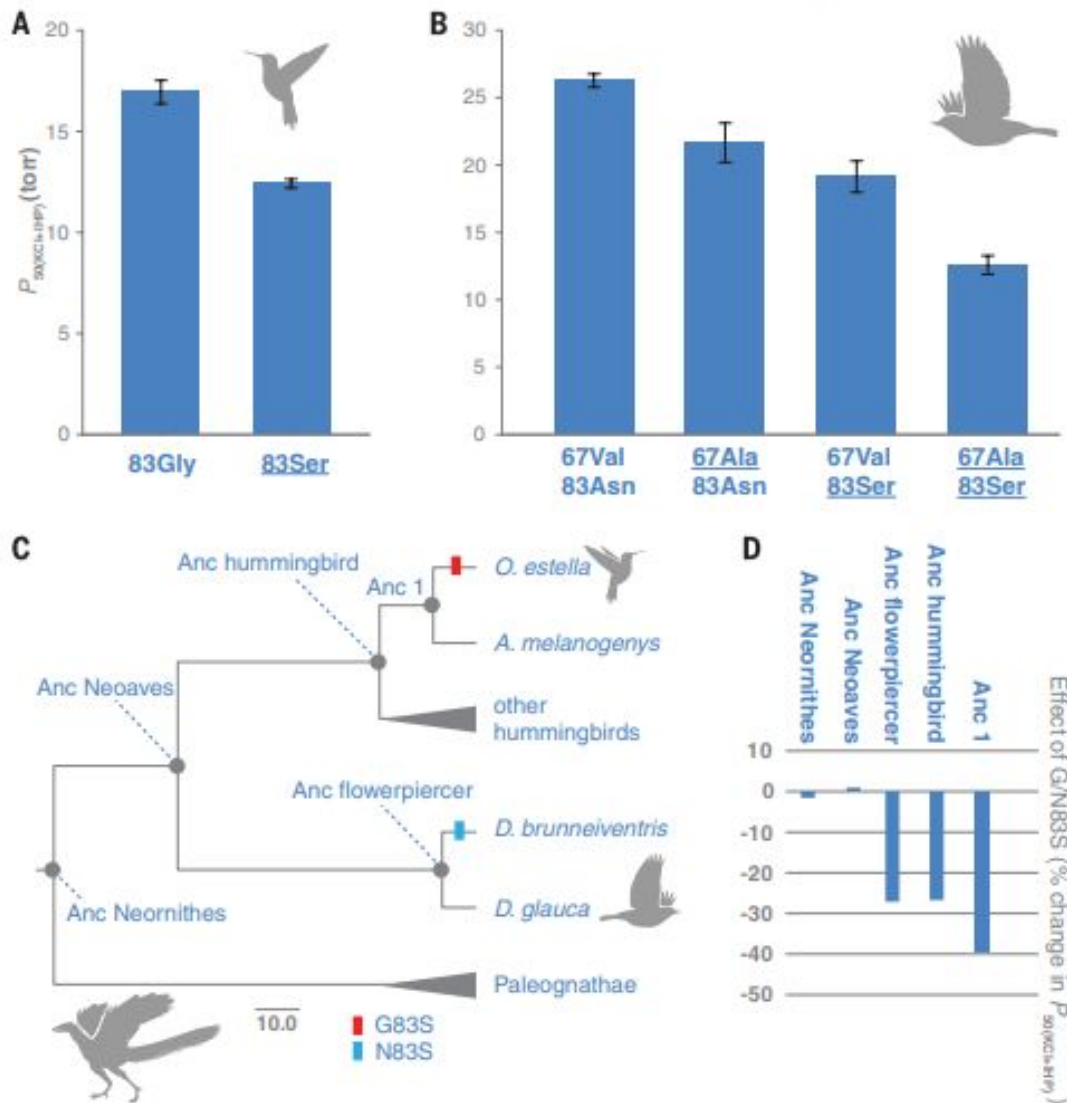 A
20
15
10
5
0
P50(KCl+IHP) (torr)
83Gly
83Ser
B
30
25
20
15
10
5
0
67Val
83Asn
67Ala
83Asn
67Val
83Ser
67Ala
83Ser
C
Anc hummingbird
Anc 1
O. estella
A. melanogenys
Anc Neoaves
other
hummingbirds
Anc flowerpiercer
D. brunneiventris
D. glauca
Anc Neornithes
Paleognathae
10.0
G83S
N83S
D
Anc Neornithes
Anc Neoaves
Anc flowerpiercer
Anc hummingbird
Anc 1
10
0
-10
-20
-30
-40
-50
Effect of G/N83S (% change in P50(KCl+IHP))